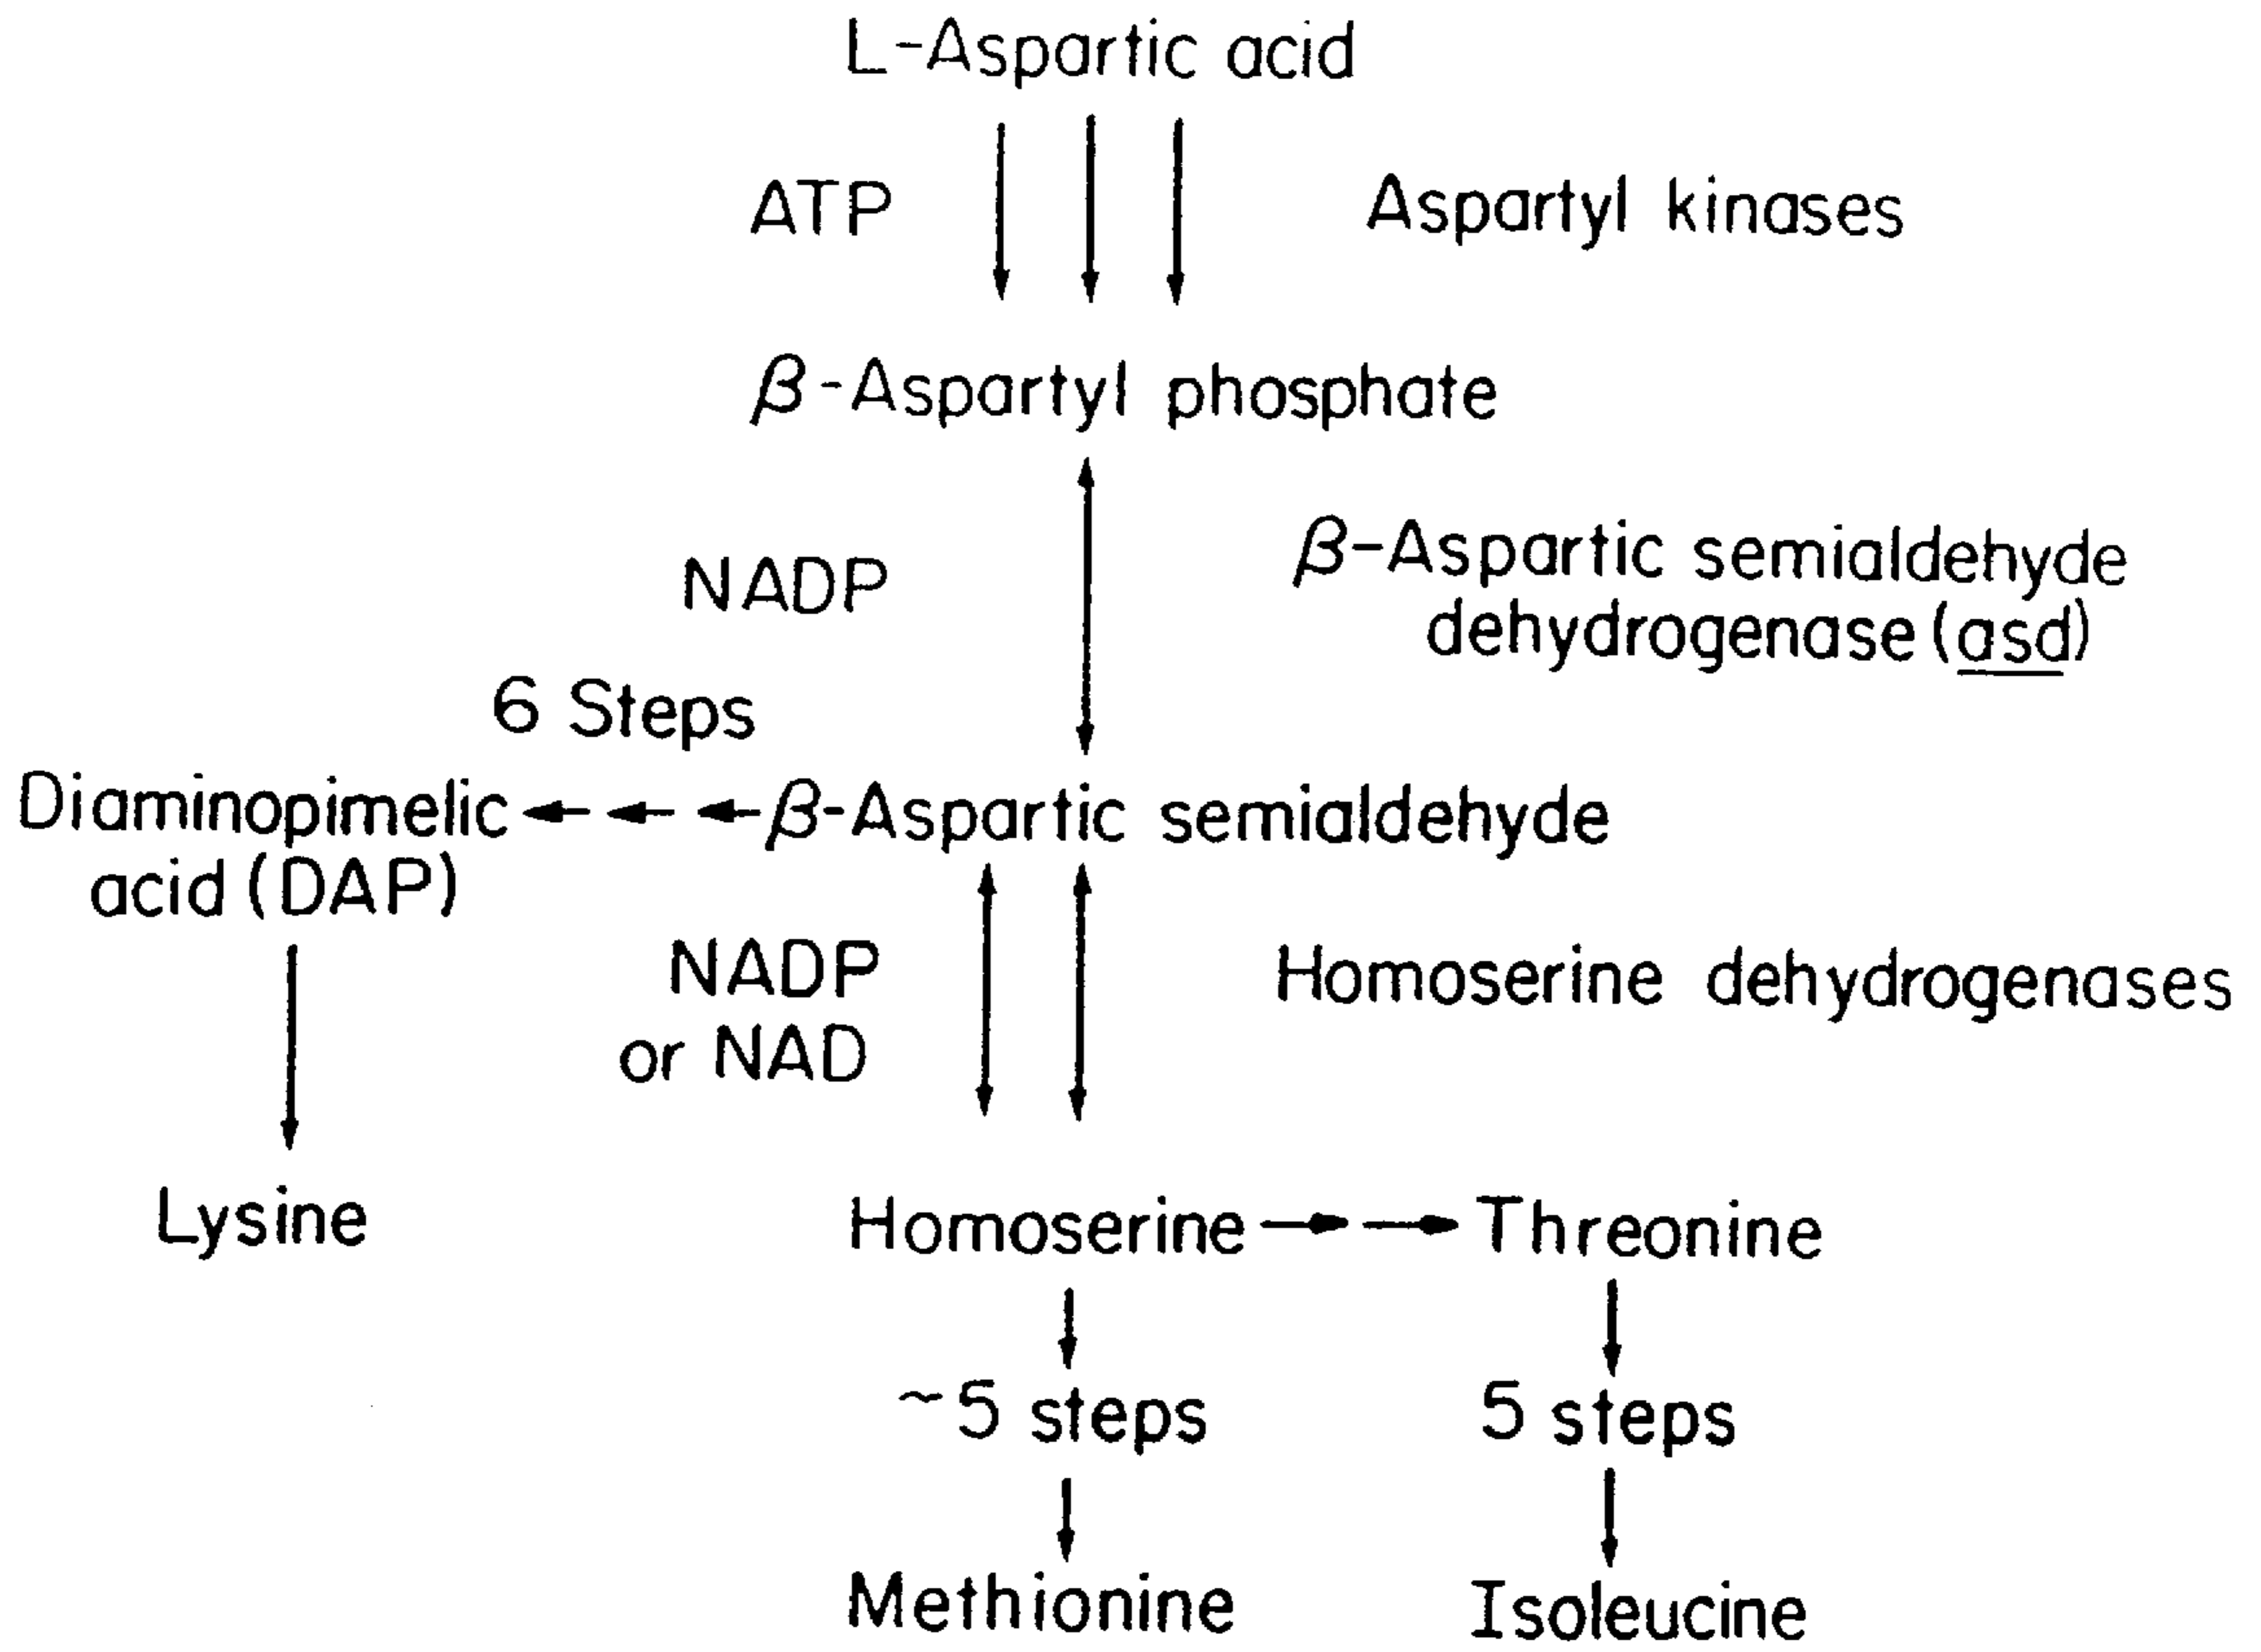 L-Aspartic acid
ATP
Aspartyl kinases
β-Aspartyl phosphate
NADP
β-Aspartic semialdehyde
dehydrogenase (asd)
6 Steps
Diaminopimelic
acid (DAP)
β-Aspartic semialdehyde
NADP
or NAD
Homoserine dehydrogenases
Lysine
Homoserine
Threonine
~5 steps
5 steps
Methionine
Isoleucine